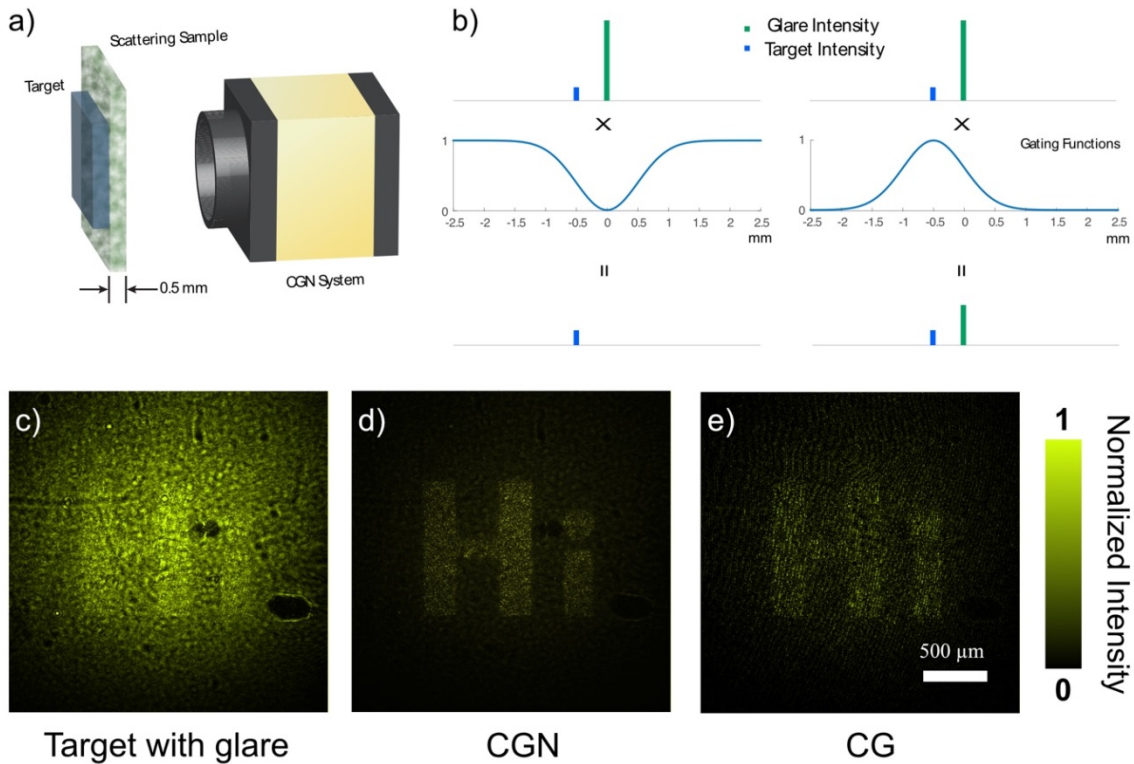 a)
Scattering Sample
Target
0.5 mm
CGN System
b)
Glare Intensity
Target Intensity
×
×
1
0
-2.5 -2 -1.5 -1 -0.5 0 0.5 1 1.5 2 2.5
mm
Gating Functions
1
0
-2.5 -2 -1.5 -1 -0.5 0 0.5 1 1.5 2 2.5
mm
=
=
c)
d)
Hi
e)
Hi
500 µm
1
0
Normalized Intensity
Target with glare
CGN
CG